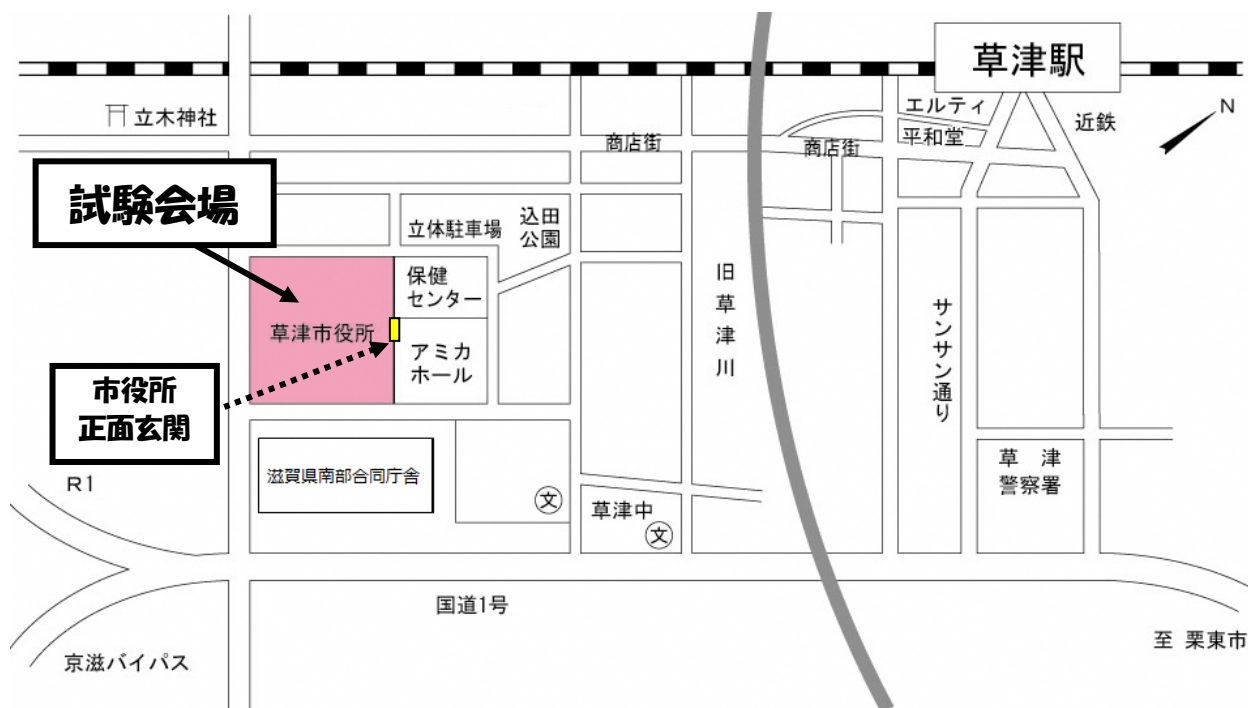 草津駅
エルティ
平和堂
近鉄
N
立木神社
商店街
商店街
試験会場
立体駐車場
込田
公園
保健
センター
草津市役所
アミカ
ホール
旧草津川
サンサン通り
市役所
正面玄関
滋賀県南部合同庁舎
R1
文
草津中
文
草津
警察署
国道1号
至 栗東市
京滋バイパス